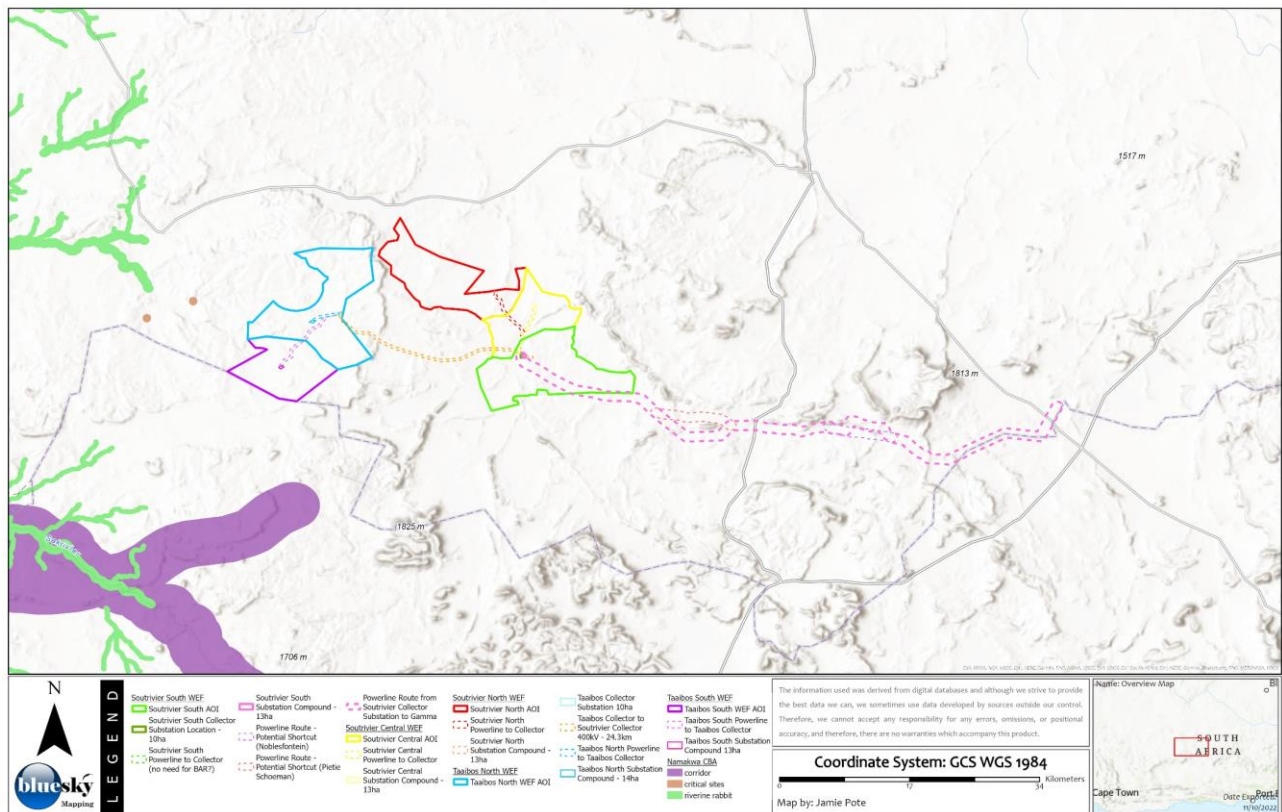 1517 m
1813 m
1825 m
1706 m
N
bluesky
Mapping
LEGEND
Soutrivier South WEF
Soutrivier South AOI
Soutrivier South Collector
Substation Location -
10ha
Soutrivier South
Powerline to Collector
(no need for BAR?)
Soutrivier South
Substation Compound -
13ha
Powerline Route -
Potential Shortcut
(Noblesfontein)
Powerline Route -
Potential Shortcut (Pietie
Schoeman)
Powerline Route from
Soutrivier Collector
Substation to Gamma
Soutrivier Central WEF
Soutrivier Central AOI
Soutrivier Central
Powerline to Collector
Soutrivier Central
Substation Compound -
13ha
Soutrivier North WEF
Soutrivier North AOI
Soutrivier North
Powerline to Collector
Soutrivier North
Substation Compound -
13ha
Taaibos North WEF
Taaibos North WEF AOI
Taaibos Collector
Substation 10ha
Taaibos Collector to
Soutrivier Collector
400kV - 24.3km
Taaibos North Powerline
to Taaibos Collector
Taaibos North Substation
Compound - 14ha
Taaibos South WEF
Taaibos South WEF AOI
Taaibos South Powerline
to Taaibos Collector
Taaibos South Substation
Compound 13ha
Namakwa CBA
corridor
critical sites
riverine rabbit
The information used was derived from digital databases and although we strive to provide
the best data we can, we sometimes use data developed by sources outside our control.
Therefore, we cannot accept any responsibility for any errors, omissions, or positional
accuracy, and therefore, there are no warranties which accompany this product.
Coordinate System: GCS WGS 1984
Kilometers
0 17 34
Map by: Jamie Pote
Name: Overview Map
SOUTH
AFRICA
Cape Town
Port
Date Exported:
11/10/2022